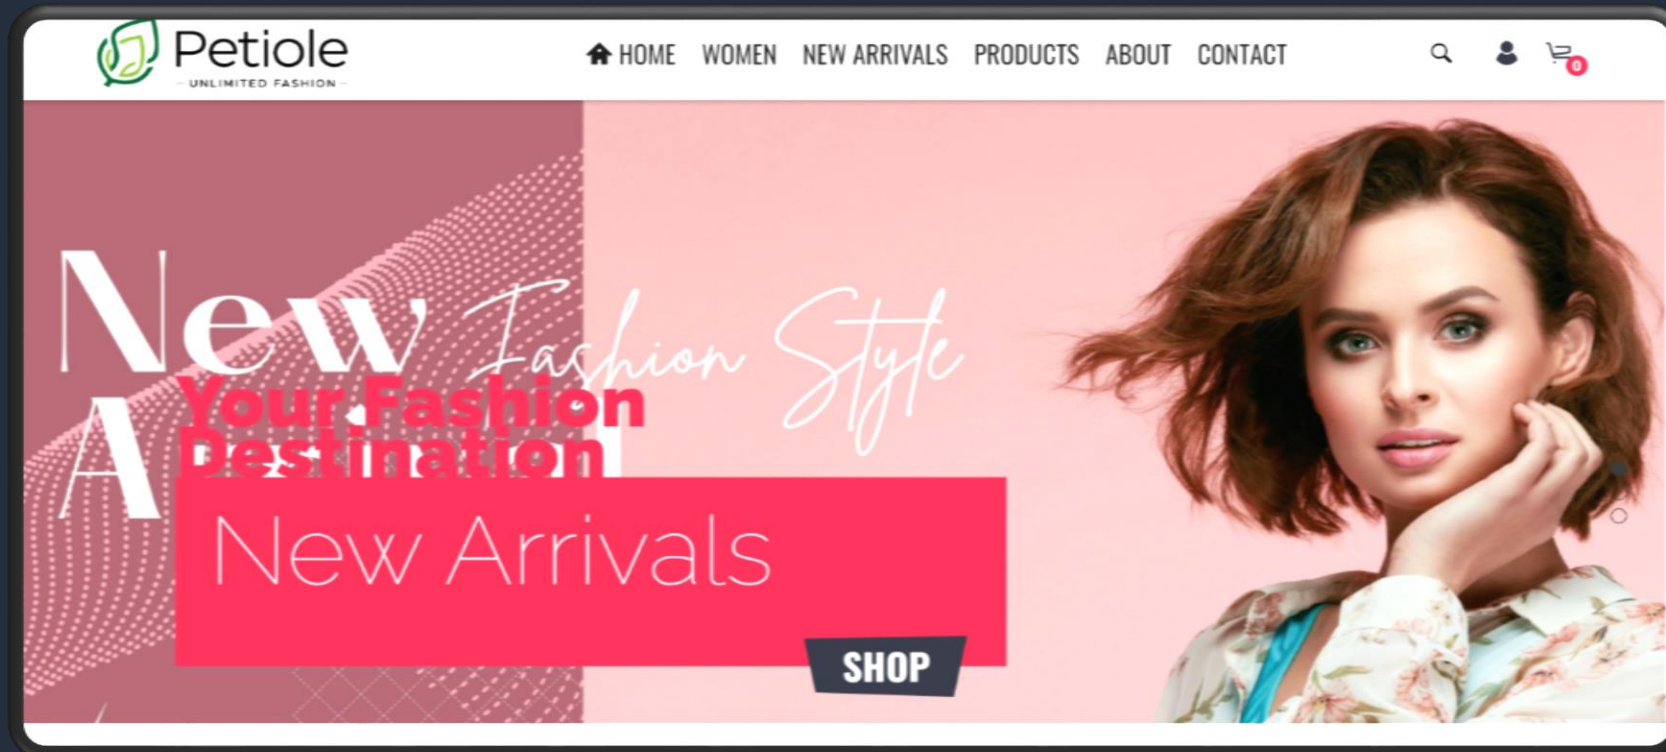 Petiole
UNLIMITED FASHION
HOME WOMEN NEW ARRIVALS PRODUCTS ABOUT CONTACT
0
New Fashion Style
Your Fashion
Destination
New Arrivals
SHOP